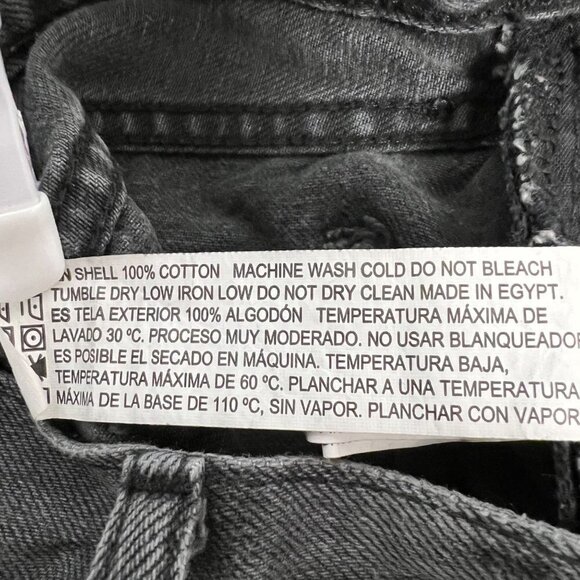 EN SHELL 100% COTTON MACHINE WASH COLD DO NOT BLEACH
TUMBLE DRY LOW IRON LOW DO NOT DRY CLEAN MADE IN EGYPT.
ES TELA EXTERIOR 100% ALGODÓN TEMPERATURA MÁXIMA DE
LAVADO 30 ºC. PROCESO MUY MODERADO. NO USAR BLANQUEADOR
ES POSIBLE EL SECADO EN MÁQUINA. TEMPERATURA BAJA,
TEMPERATURA MÁXIMA DE 60 ºC. PLANCHAR A UNA TEMPERATURA
MÁXIMA DE LA BASE DE 110 ºC, SIN VAPOR. PLANCHAR CON VAPOR